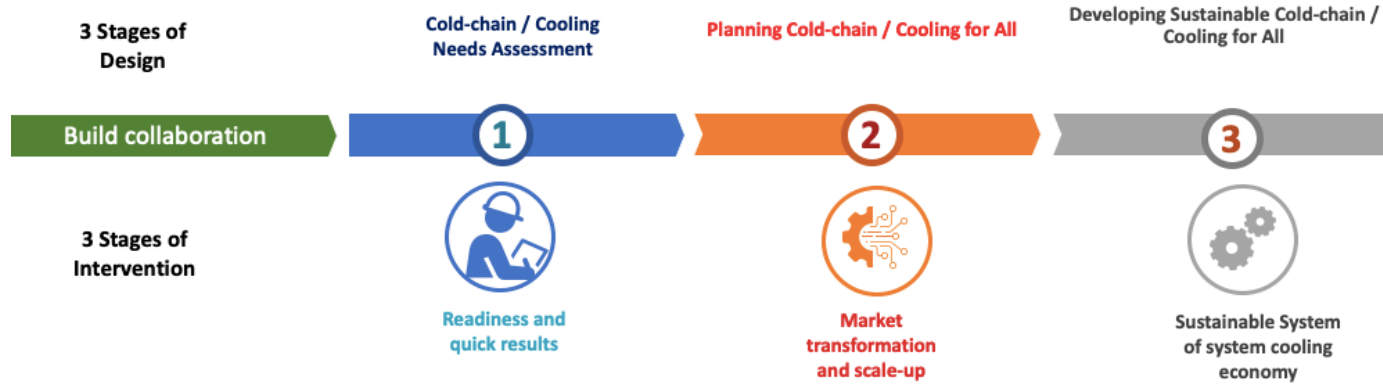 3 Stages of
Design
Cold-chain / Cooling
Needs Assessment
Planning Cold-chain / Cooling for All
Developing Sustainable Cold-chain /
Cooling for All
Build collaboration
1
2
3
3 Stages of
Intervention
Readiness and
quick results
Market
transformation
and scale-up
Sustainable System
of system cooling
economy